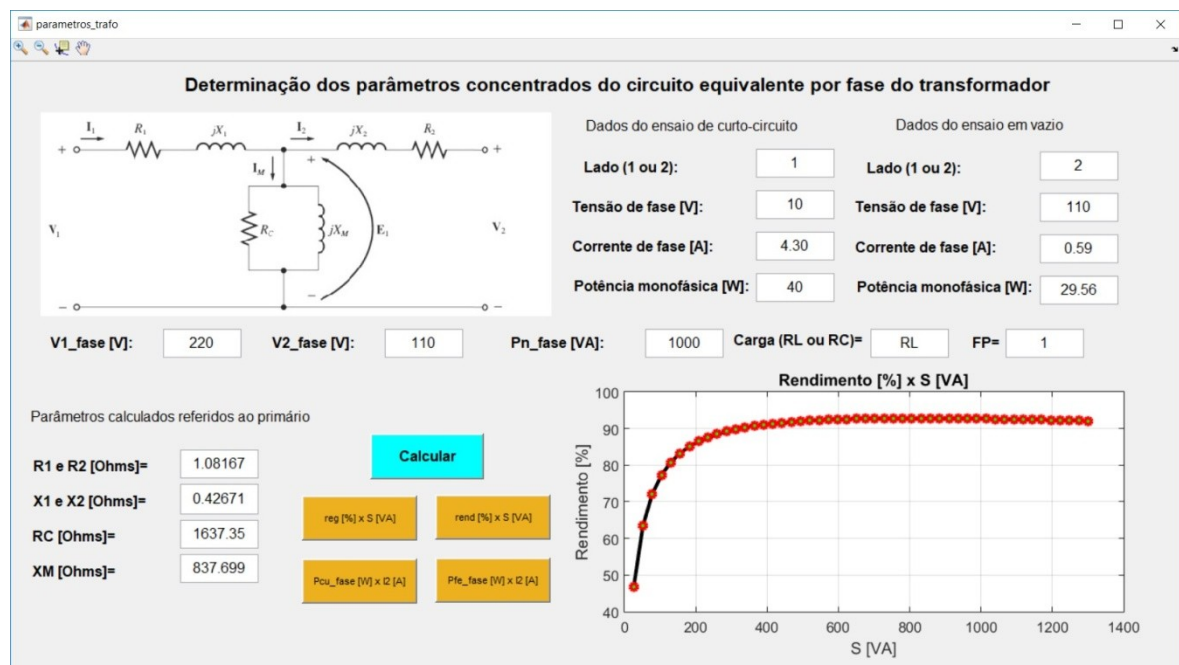 parametros_trafo
Determinação dos parâmetros concentrados do circuito equivalente por fase do transformador
I1 R1 jX1 I2 jX2 R2
+ + +
IM
V1 RC jXM E1 V2
– – –
Dados do ensaio de curto-circuito
Lado (1 ou 2): 1
Tensão de fase [V]: 10
Corrente de fase [A]: 4.30
Potência monofásica [W]: 40
Dados do ensaio em vazio
Lado (1 ou 2): 2
Tensão de fase [V]: 110
Corrente de fase [A]: 0.59
Potência monofásica [W]: 29.56
V1_fase [V]: 220 V2_fase [V]: 110 Pn_fase [VA]: 1000 Carga (RL ou RC)= RL FP= 1
Parâmetros calculados referidos ao primário
R1 e R2 [Ohms]= 1.08167
X1 e X2 [Ohms]= 0.42671
RC [Ohms]= 1637.35
XM [Ohms]= 837.699
Calcular
reg [%] x S [VA] rend [%] x S [VA]
Pcu_fase [W] x I2 [A] Pfe_fase [W] x I2 [A]
Rendimento [%] x S [VA]
Rendimento [%]
100
90
80
70
60
50
40
0 200 400 600 800 1000 1200 1400
S [VA]